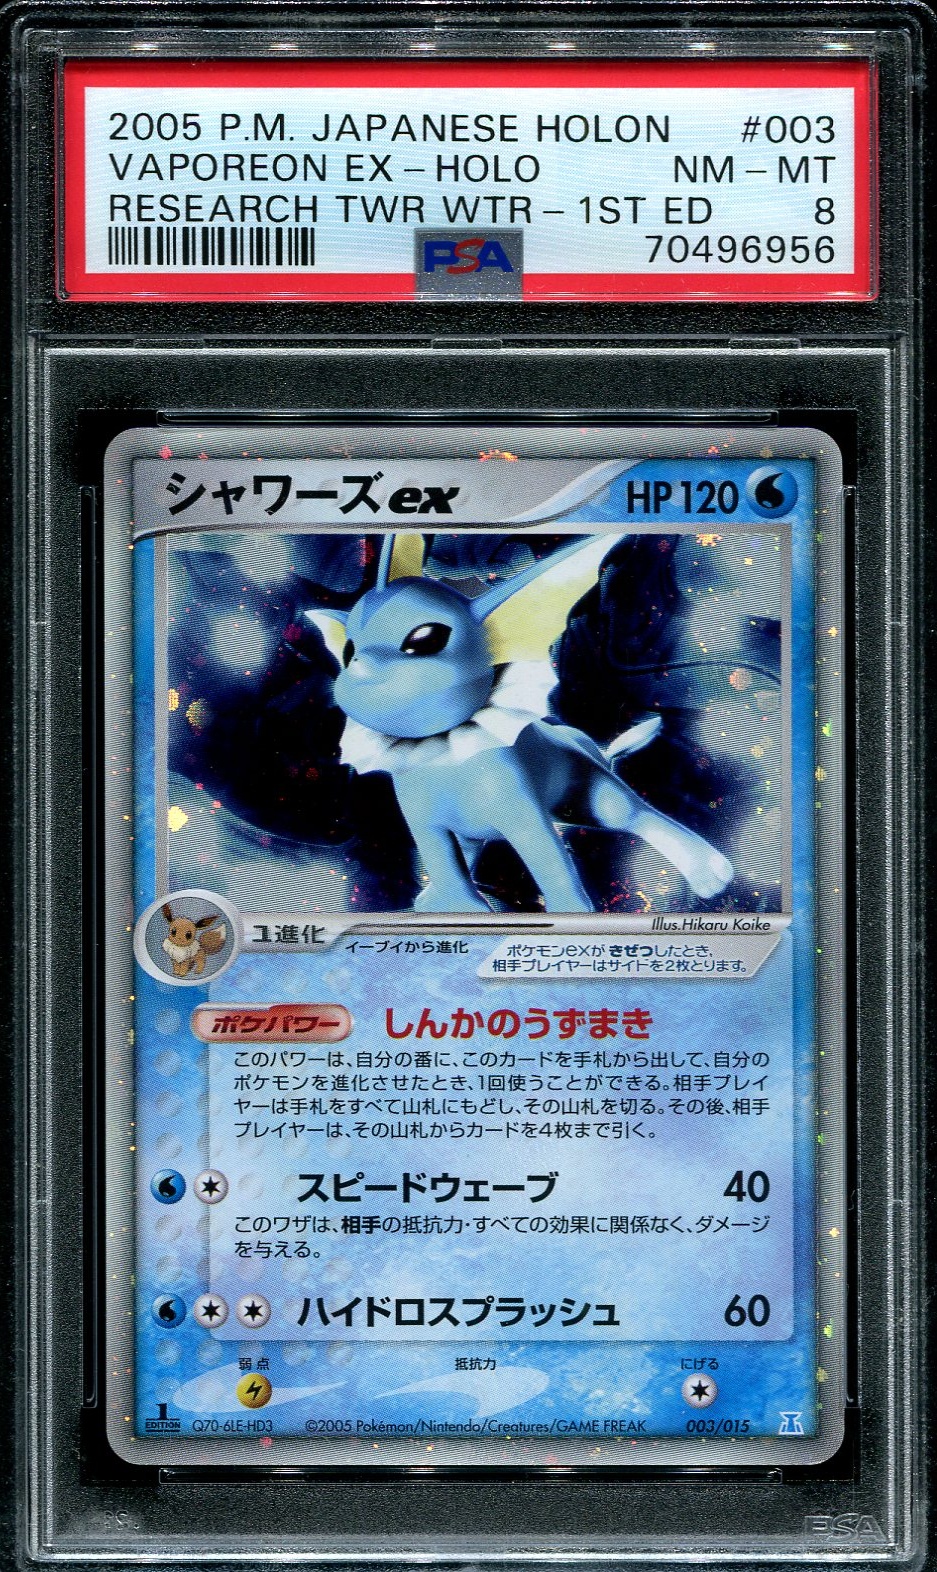 2005 P.M. JAPANESE HOLON #003
VAPOREON EX - HOLO NM - MT
RESEARCH TWR WTR - 1ST ED 8
PSA 70496956
シャワーズex HP 120
Illus. Hikaru Koike
1進化
イーブイから進化
ポケモンexがきぜつしたとき、
相手プレイヤーはサイドを2枚とります。
ポケパワー しんかのうずまき
このパワーは、自分の番に、このカードを手札から出して、自分の
ポケモンを進化させたとき、1回使うことができる。相手プレイ
ヤーは手札をすべて山札にもどし、その山札を切る。その後、相手
プレイヤーは、その山札からカードを4枚まで引く。
スピードウェーブ 40
このワザは、相手の抵抗力・すべての効果に関係なく、ダメージ
を与える。
ハイドロスプラッシュ 60
弱点 抵抗力 にげる
1 EDITION Q70-6LE-HD3 ©2005 Pokémon/Nintendo/Creatures/GAME FREAK 003/015
PSA